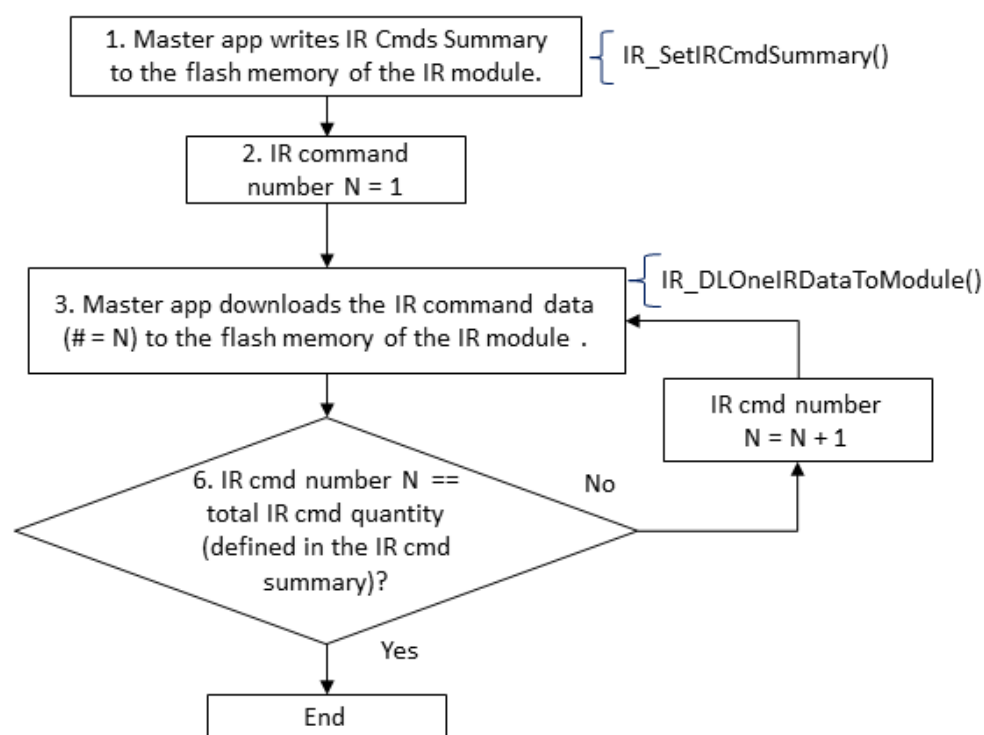 1. Master app writes IR Cmds Summary
to the flash memory of the IR module.
IR_SetIRCmdSummary()
2. IR command
number N = 1
3. Master app downloads the IR command data
(# = N) to the flash memory of the IR module .
IR_DLOneIRDataToModule()
IR cmd number
N = N + 1
6. IR cmd number N ==
total IR cmd quantity
(defined in the IR cmd
summary)?
No
Yes
End